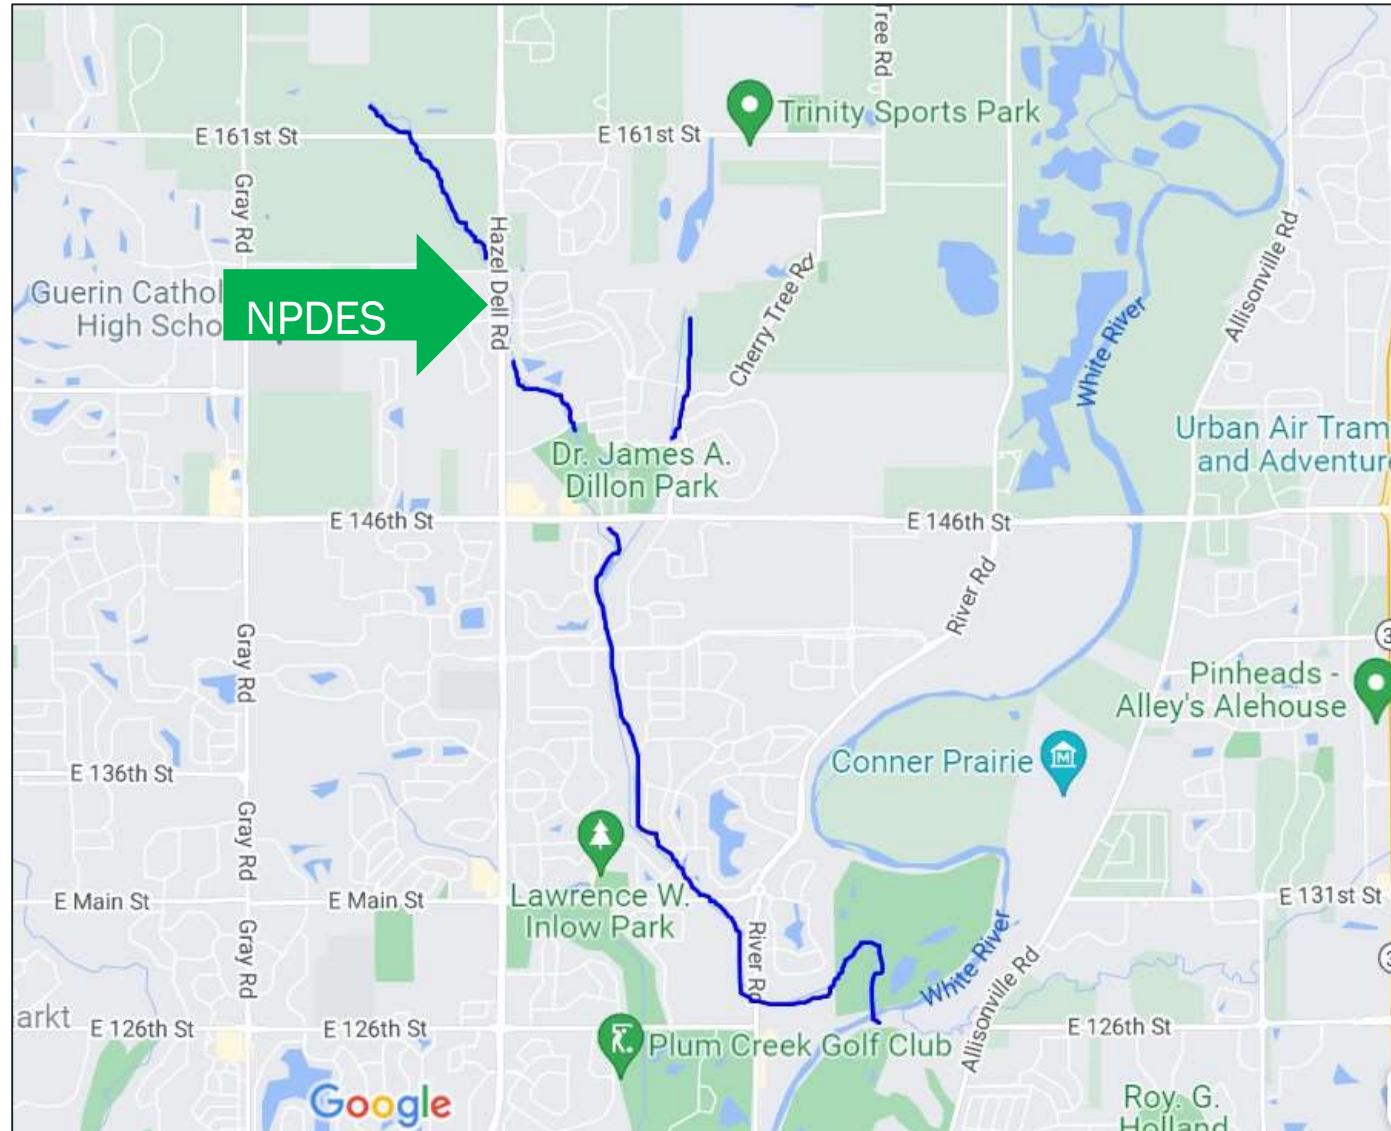 Tree Rd
Trinity Sports Park
E 161st St
E 161st St
Gray Rd
Hazel Dell Rd
Allisonville Rd
Guerin Cathol
High Scho
NPDES
Cherry Tree Rd
White River
Urban Air Tram
and Adventure
Dr. James A.
Dillon Park
E 146th St
E 146th St
River Rd
Gray Rd
Pinheads -
Alley's Alehouse
3
Conner Prairie
M
E 136th St
Gray Rd
E Main St
E Main St
Lawrence W.
Inlow Park
E 131st St
Gray Rd
River Rd
White River
Allisonville Rd
3
arkt
E 126th St
E 126th St
Plum Creek Golf Club
E 126th St
Google
Roy. G.
Holland